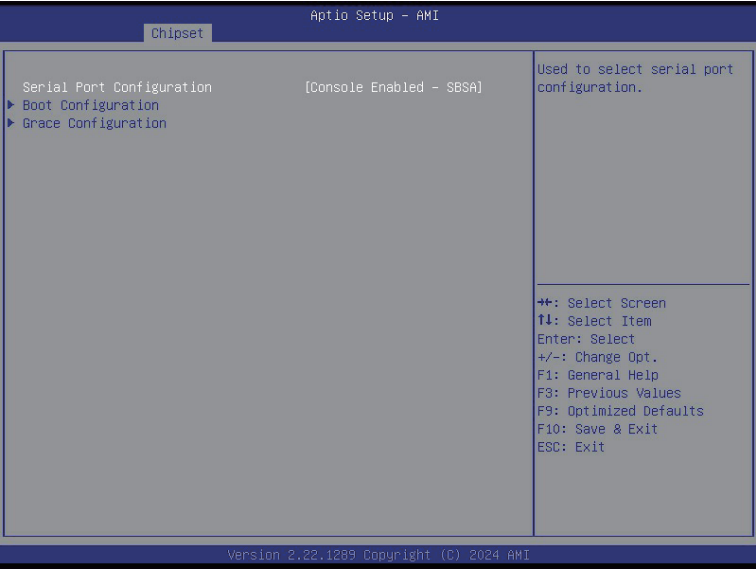 Aptio Setup – AMI
Chipset
Serial Port Configuration [Console Enabled – SBSA]
Boot Configuration
Grace Configuration
Used to select serial port
configuration.
→←: Select Screen
↑↓: Select Item
Enter: Select
+/-: Change Opt.
F1: General Help
F3: Previous Values
F9: Optimized Defaults
F10: Save & Exit
ESC: Exit
Version 2.22.1289 Copyright (C) 2024 AMI